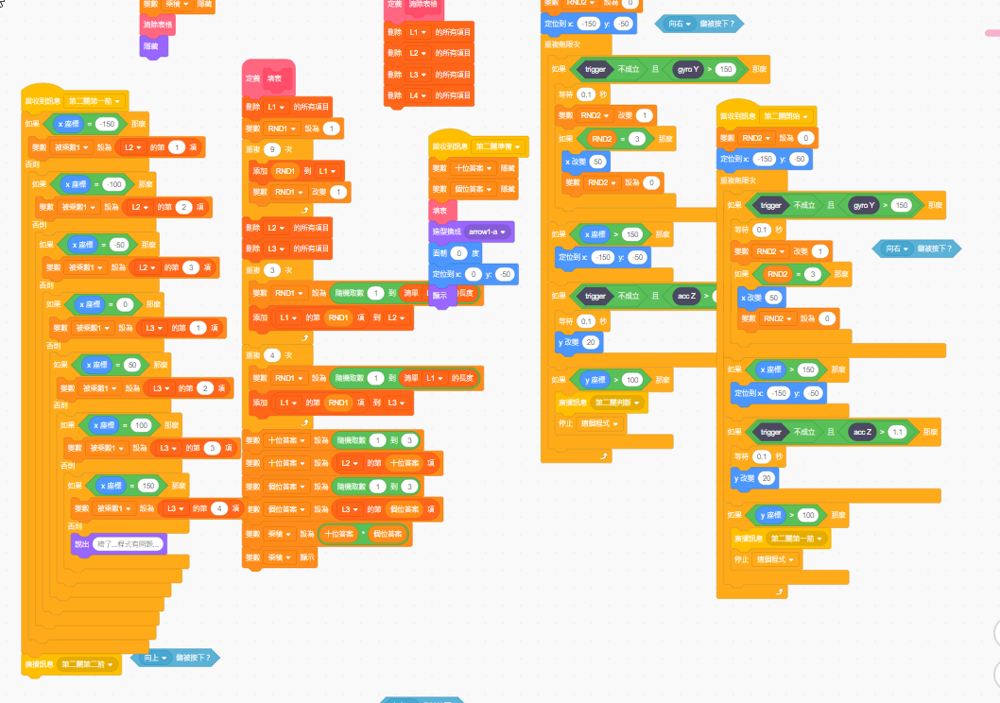 變數 乘積 隱藏
清除表格
隱藏
當收到訊息 第二關第一前
如果 x 座標 = -150 那麼
變數 被乘數1 設為 L2 的第 1 項
否則
如果 x 座標 = -100 那麼
變數 被乘數1 設為 L2 的第 2 項
否則
如果 x 座標 = -50 那麼
變數 被乘數1 設為 L2 的第 3 項
否則
如果 x 座標 = 0 那麼
變數 被乘數1 設為 L3 的第 1 項
否則
如果 x 座標 = 50 那麼
變數 被乘數1 設為 L3 的第 2 項
否則
如果 x 座標 = 100 那麼
變數 被乘數1 設為 L3 的第 3 項
否則
如果 x 座標 = 150 那麼
變數 被乘數1 設為 L3 的第 4 項
否則
說出 糟了...程式有問題...
廣播訊息 第二關第二前
向上 鍵被按下?
定義 填表
刪除 L1 的所有項目
變數 RND1 設為 1
重複 9 次
添加 RND1 到 L1
變數 RND1 改變 1
刪除 L2 的所有項目
刪除 L3 的所有項目
重複 3 次
變數 RND1 設為 隨機取數 1 到 清單 的長度
添加 L1 的第 RND1 項 到 L2
重複 4 次
變數 RND1 設為 隨機取數 1 到 清單 L1 的長度
添加 L1 的第 RND1 項 到 L3
變數 十位答案 設為 隨機取數 1 到 3
變數 十位答案 設為 L2 的第 十位答案 項
變數 個位答案 設為 隨機取數 1 到 3
變數 個位答案 設為 L3 的第 個位答案 項
變數 乘積 設為 十位答案 * 個位答案
變數 乘積 顯示
定義 清除表格
刪除 L1 的所有項目
刪除 L2 的所有項目
刪除 L3 的所有項目
刪除 L4 的所有項目
當收到訊息 第二關準備
變數 十位答案 隱藏
變數 個位答案 隱藏
填表
造型換成 arrow1-a
面朝 0 度
定位到 x: 0 y: -50
顯示
變數 RND2 設為 0
定位到 x: -150 y: -50
重複無限次
如果 trigger 不成立 且 gyro Y > 150 那麼
等待 0.1 秒
變數 RND2 改變 1
如果 RND2 = 3 那麼
x 改變 50
變數 RND2 設為 0
如果 x 座標 > 150 那麼
定位到 x: -150 y: -50
如果 trigger 不成立 且 acc Z >
等待 0.1 秒
y 改變 20
如果 y 座標 > 100 那麼
廣播訊息 第二關判斷
停止 這個程式
向右 鍵被按下?
當收到訊息 第二關開始
變數 RND2 設為 0
定位到 x: -150 y: -50
重複無限次
如果 trigger 不成立 且 gyro Y > 150 那麼
等待 0.1 秒
變數 RND2 改變 1
如果 RND2 = 3 那麼
x 改變 50
變數 RND2 設為 0
如果 x 座標 > 150 那麼
定位到 x: -150 y: -50
如果 trigger 不成立 且 acc Z > 1.1 那麼
等待 0.1 秒
y 改變 20
如果 y 座標 > 100 那麼
廣播訊息 第二關第一前
停止 這個程式
向右 鍵被按下?